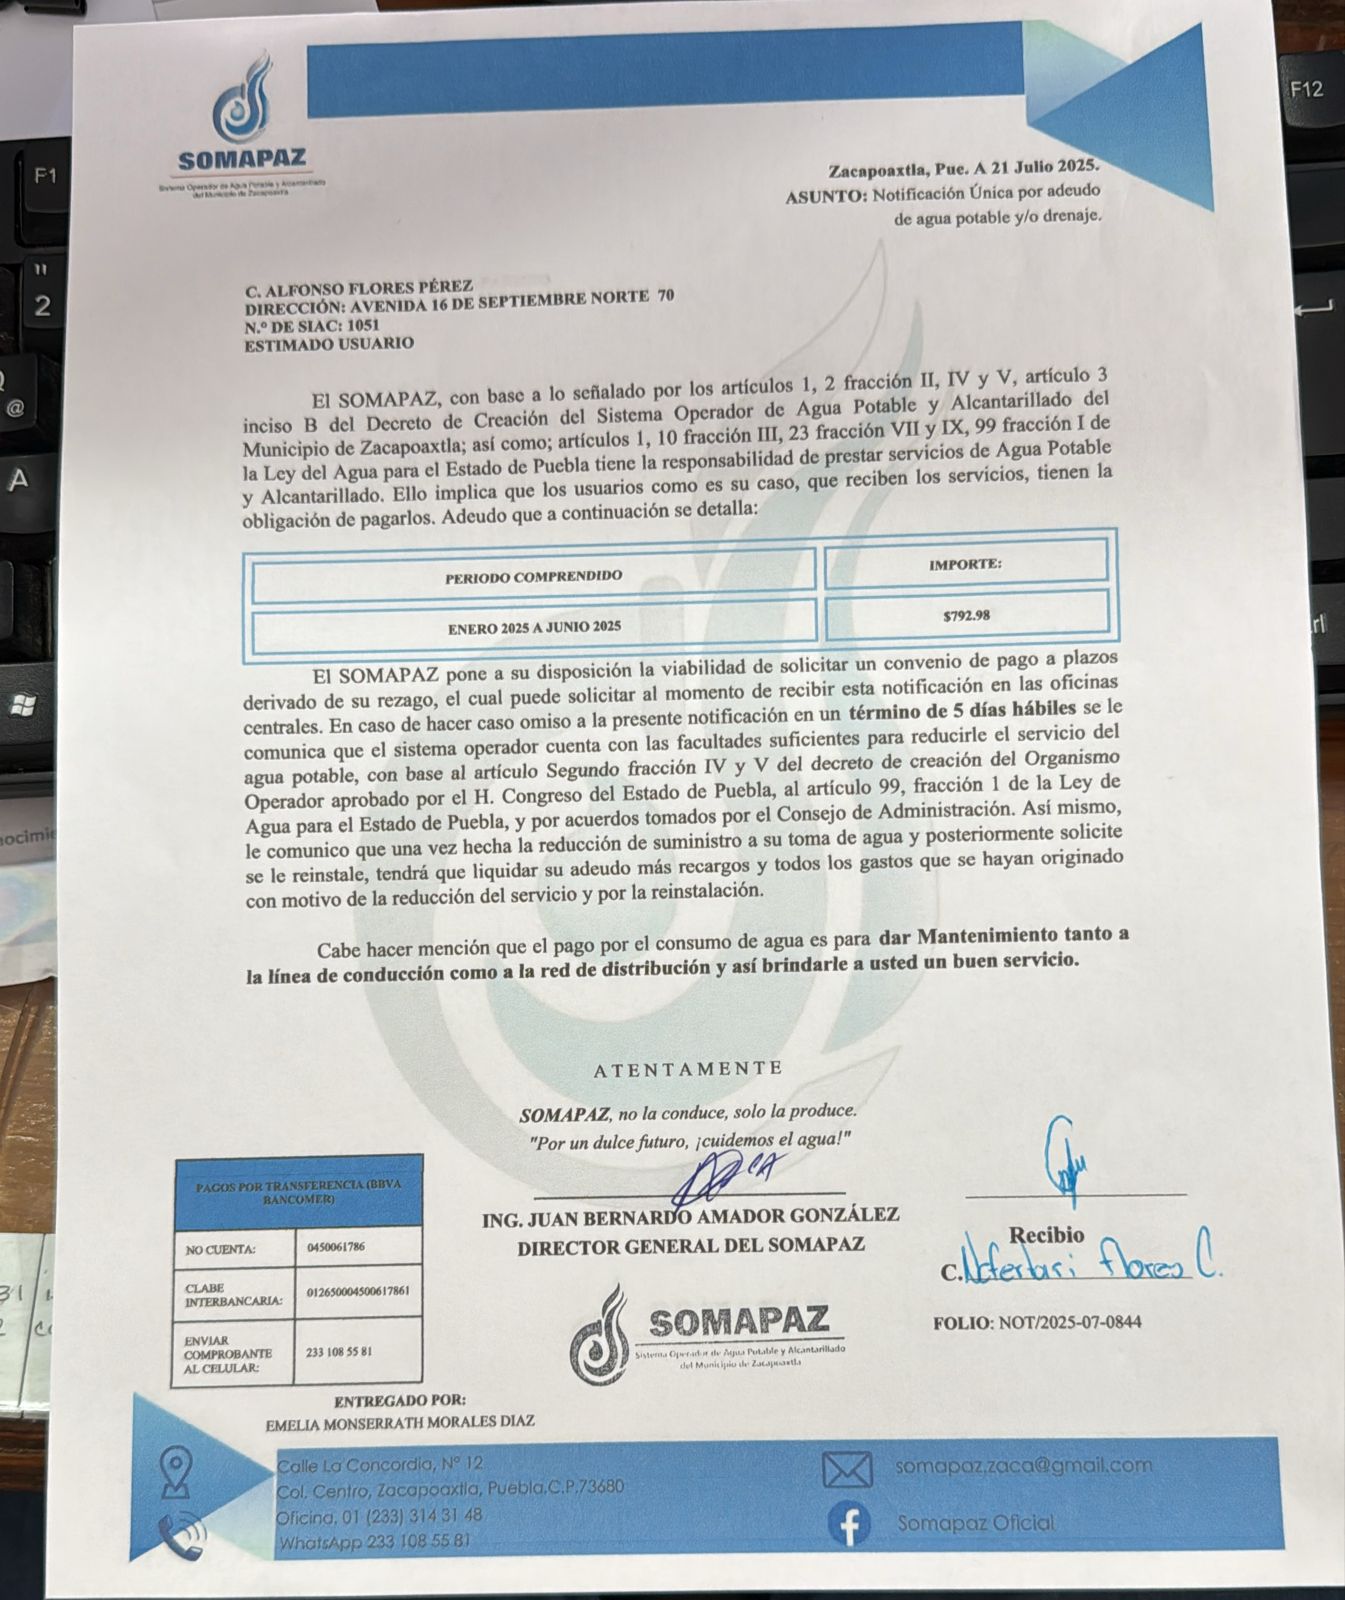 SOMAPAZ
Sistema Operador de Agua Potable y Alcantarillado
del Municipio de Zacapoaxtla
Zacapoaxtla, Pue. A 21 Julio 2025.
ASUNTO: Notificación Única por adeudo
de agua potable y/o drenaje.
C. ALFONSO FLORES PÉREZ
DIRECCIÓN: AVENIDA 16 DE SEPTIEMBRE NORTE 70
N.º DE SIAC: 1051
ESTIMADO USUARIO
El SOMAPAZ, con base a lo señalado por los artículos 1, 2 fracción II, IV y V, artículo 3
inciso B del Decreto de Creación del Sistema Operador de Agua Potable y Alcantarillado del
Municipio de Zacapoaxtla; así como; artículos 1, 10 fracción III, 23 fracción VII y IX, 99 fracción I de
la Ley del Agua para el Estado de Puebla tiene la responsabilidad de prestar servicios de Agua Potable
y Alcantarillado. Ello implica que los usuarios como es su caso, que reciben los servicios, tienen la
obligación de pagarlos. Adeudo que a continuación se detalla:
PERIODO COMPRENDIDO
IMPORTE:
ENERO 2025 A JUNIO 2025
$792.98
El SOMAPAZ pone a su disposición la viabilidad de solicitar un convenio de pago a plazos
derivado de su rezago, el cual puede solicitar al momento de recibir esta notificación en las oficinas
centrales. En caso de hacer caso omiso a la presente notificación en un término de 5 días hábiles se le
comunica que el sistema operador cuenta con las facultades suficientes para reducirle el servicio del
agua potable, con base al artículo Segundo fracción IV y V del decreto de creación del Organismo
Operador aprobado por el H. Congreso del Estado de Puebla, al artículo 99, fracción 1 de la Ley de
Agua para el Estado de Puebla, y por acuerdos tomados por el Consejo de Administración. Así mismo,
le comunico que una vez hecha la reducción de suministro a su toma de agua y posteriormente solicite
se le reinstale, tendrá que liquidar su adeudo más recargos y todos los gastos que se hayan originado
con motivo de la reducción del servicio y por la reinstalación.
Cabe hacer mención que el pago por el consumo de agua es para dar Mantenimiento tanto a
la línea de conducción como a la red de distribución y así brindarle a usted un buen servicio.
ATENTAMENTE
SOMAPAZ, no la conduce, solo la produce.
"Por un dulce futuro, ¡cuidemos el agua!"
ING. JUAN BERNARDO AMADOR GONZÁLEZ
DIRECTOR GENERAL DEL SOMAPAZ
Recibio
C. Nefertari Flores C.
FOLIO: NOT/2025-07-0844
SOMAPAZ
Sistema Operador de Agua Potable y Alcantarillado
del Municipio de Zacapoaxtla
PAGOS POR TRANSFERENCIA (BBVA
BANCOMER)
NO CUENTA:
0450061786
CLABE
INTERBANCARIA:
012650004500617861
ENVIAR
COMPROBANTE
AL CELULAR:
233 108 55 81
ENTREGADO POR:
EMELIA MONSERRATH MORALES DIAZ
Calle La Concordia, Nº 12
Col. Centro, Zacapoaxtla, Puebla.C.P.73680
Oficina. 01 (233) 314 31 48
WhatsApp 233 108 55 81
somapaz.zaca@gmail.com
Somapaz Oficial
F1
"
2
@
A
F12